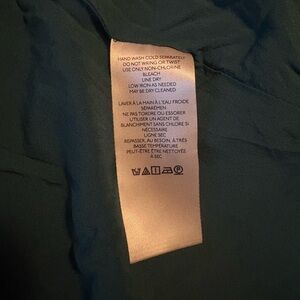 HAND WASH COLD SEPARATELY
DO NOT WRING OR TWIST
USE ONLY NON-CHLORINE
BLEACH
LINE DRY
LOW IRON AS NEEDED
MAY BE DRY CLEANED
LAVER À LA MAIN À L'EAU FROIDE
SÉPARÉMEN
NE PAS TORDRE OU ESSORER
UTILISER UN AGENT DE
BLANCHIMENT SANS CHLORE SI
NÉCESSAIRE
LIGNE SEC
REPASSER, AU BESOIN, À TRÈS
BASSE TEMPÉRATURE
PEUT-ÊTRE ÊTRE NETTOYÉE
À SEC